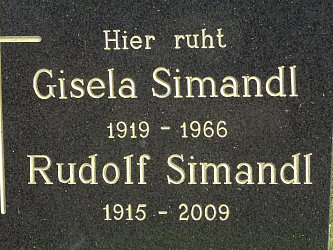 Hier ruht
Gisela Simandl
1919 - 1966
Rudolf Simandl
1915 - 2009